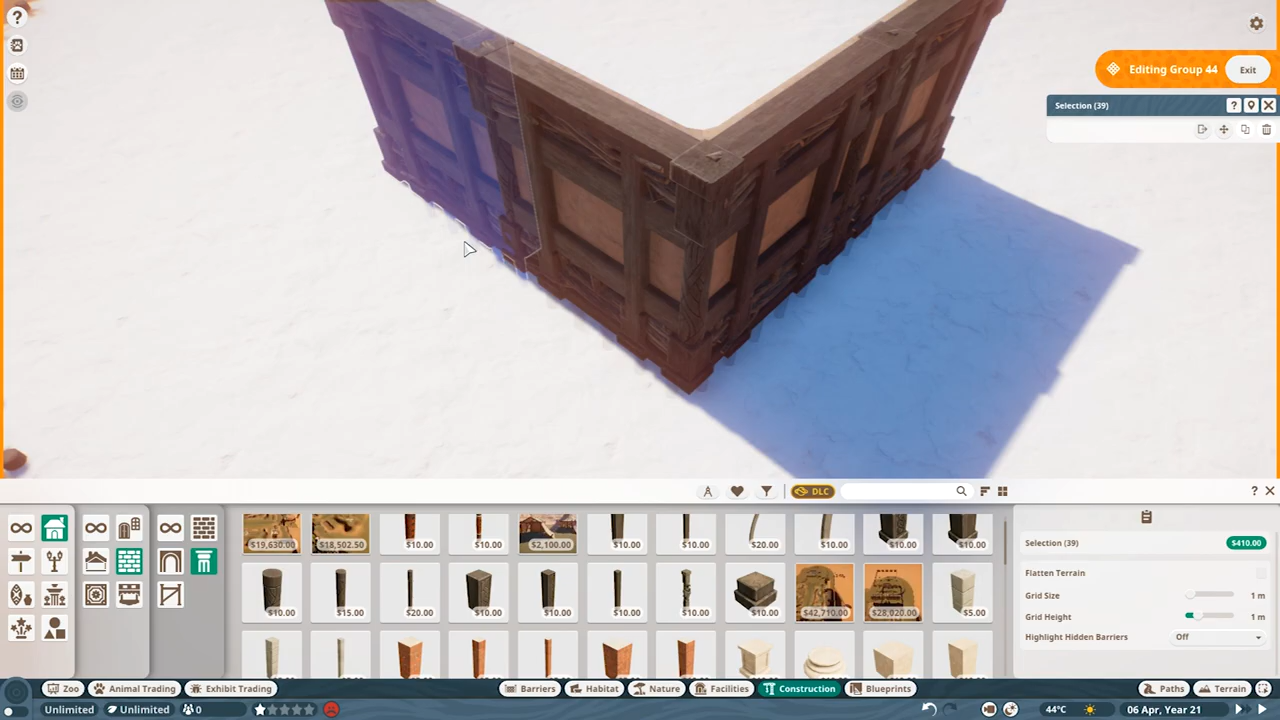 ?
Editing Group 44
Exit
Selection (39)
?
DLC
?
$19,630.00
$18,502.50
$10.00
$10.00
$2,100.00
$10.00
$10.00
$20.00
$10.00
$10.00
$10.00
$10.00
$15.00
$20.00
$10.00
$10.00
$10.00
$10.00
$10.00
$42,710.00
$28,020.00
$5.00
Selection (39)
$410.00
Flatten Terrain
Grid Size
1 m
Grid Height
1 m
Highlight Hidden Barriers
Off
Zoo
Animal Trading
Exhibit Trading
Barriers
Habitat
Nature
Facilities
Construction
Blueprints
Paths
Terrain
Unlimited
Unlimited
0
44°C
06 Apr, Year 21